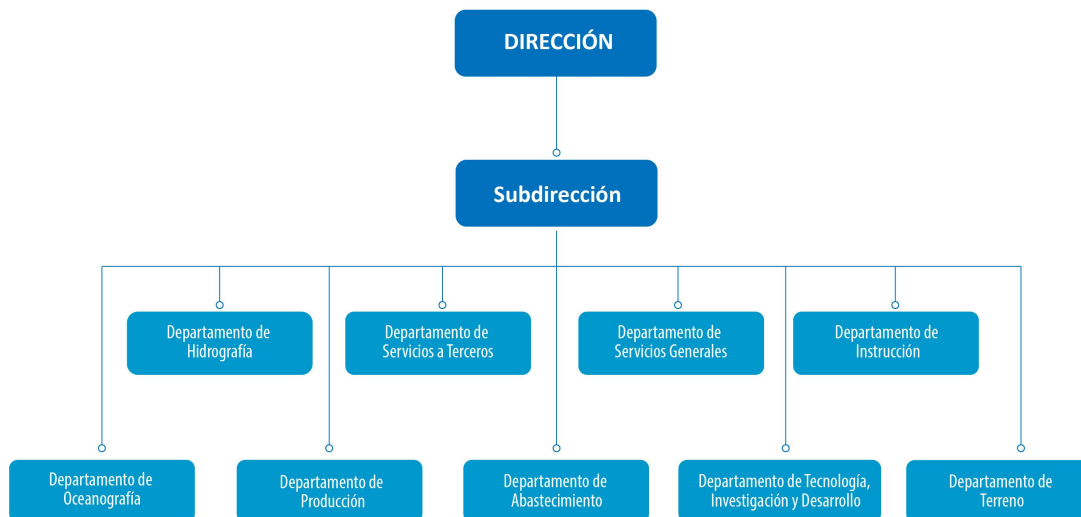 DIRECCIÓN
Subdirección
Departamento de
Hidrografía
Departamento de
Servicios a Terceros
Departamento de
Servicios Generales
Departamento de
Instrucción
Departamento de
Oceanografía
Departamento de
Producción
Departamento de
Abastecimiento
Departamento de Tecnología,
Investigación y Desarrollo
Departamento de
Terreno